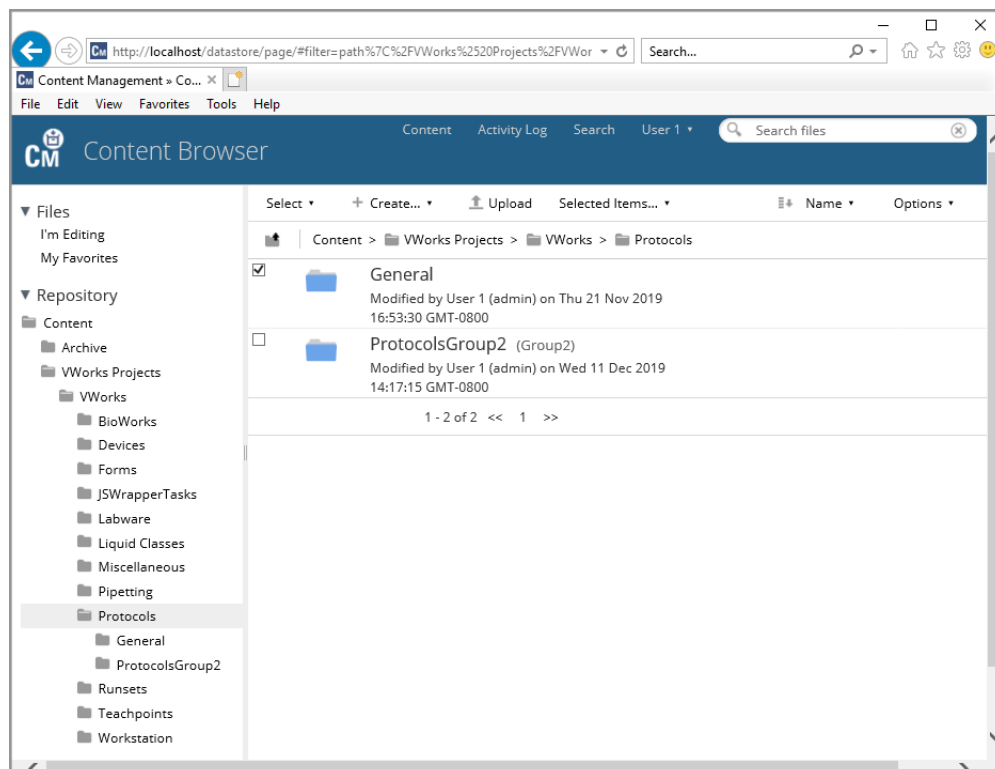 CM http://localhost/datastore/page/#filter=path%7C%2FVWorks%2520Projects%2FVWor Search...
CM Content Management » Co...
File Edit View Favorites Tools Help
CM Content Browser
Content Activity Log Search User 1 Search files
Files
I'm Editing
My Favorites
Repository
Content
Archive
VWorks Projects
VWorks
BioWorks
Devices
Forms
JSWrapperTasks
Labware
Liquid Classes
Miscellaneous
Pipetting
Protocols
General
ProtocolsGroup2
Runsets
Teachpoints
Workstation
Select + Create... Upload Selected Items... Name Options
Content > VWorks Projects > VWorks > Protocols
General
Modified by User 1 (admin) on Thu 21 Nov 2019
16:53:30 GMT-0800
ProtocolsGroup2 (Group2)
Modified by User 1 (admin) on Wed 11 Dec 2019
14:17:15 GMT-0800
1 - 2 of 2 << 1 >>